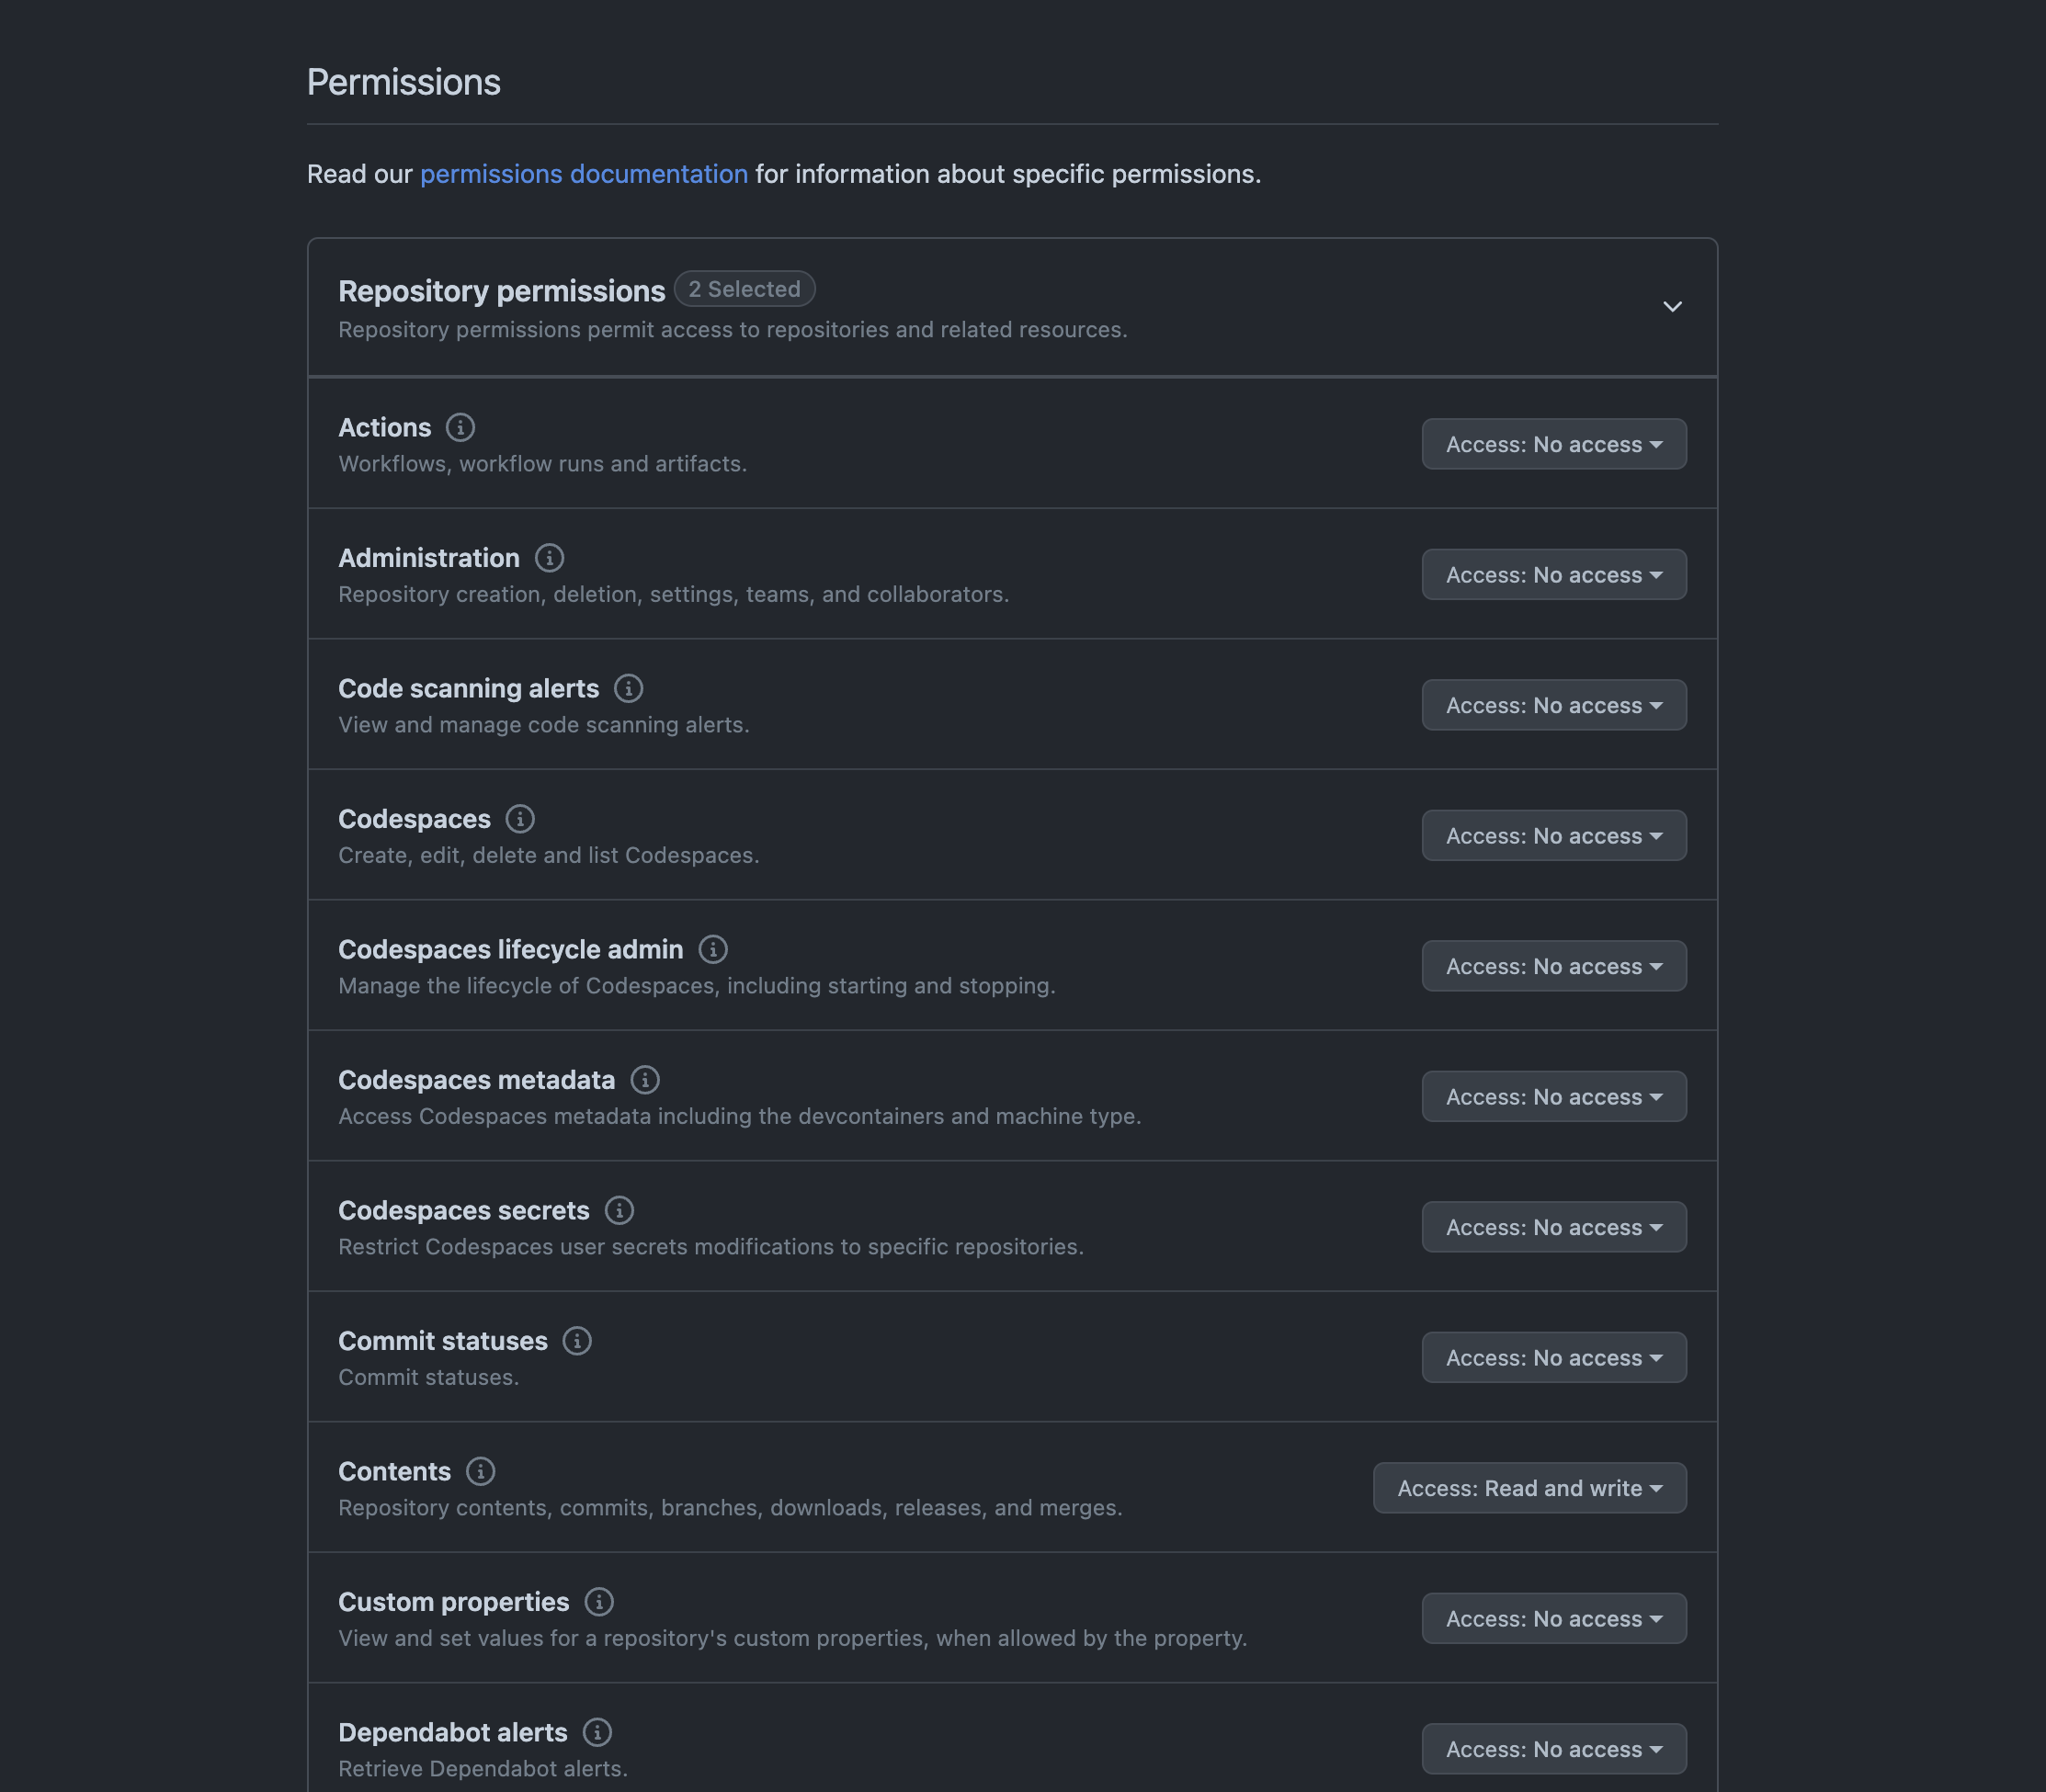 Permissions
Read our permissions documentation for information about specific permissions.
Repository permissions 2 Selected
Repository permissions permit access to repositories and related resources.
Actions
Workflows, workflow runs and artifacts.
Access: No access
Administration
Repository creation, deletion, settings, teams, and collaborators.
Access: No access
Code scanning alerts
View and manage code scanning alerts.
Access: No access
Codespaces
Create, edit, delete and list Codespaces.
Access: No access
Codespaces lifecycle admin
Manage the lifecycle of Codespaces, including starting and stopping.
Access: No access
Codespaces metadata
Access Codespaces metadata including the devcontainers and machine type.
Access: No access
Codespaces secrets
Restrict Codespaces user secrets modifications to specific repositories.
Access: No access
Commit statuses
Commit statuses.
Access: No access
Contents
Repository contents, commits, branches, downloads, releases, and merges.
Access: Read and write
Custom properties
View and set values for a repository's custom properties, when allowed by the property.
Access: No access
Dependabot alerts
Retrieve Dependabot alerts.
Access: No access